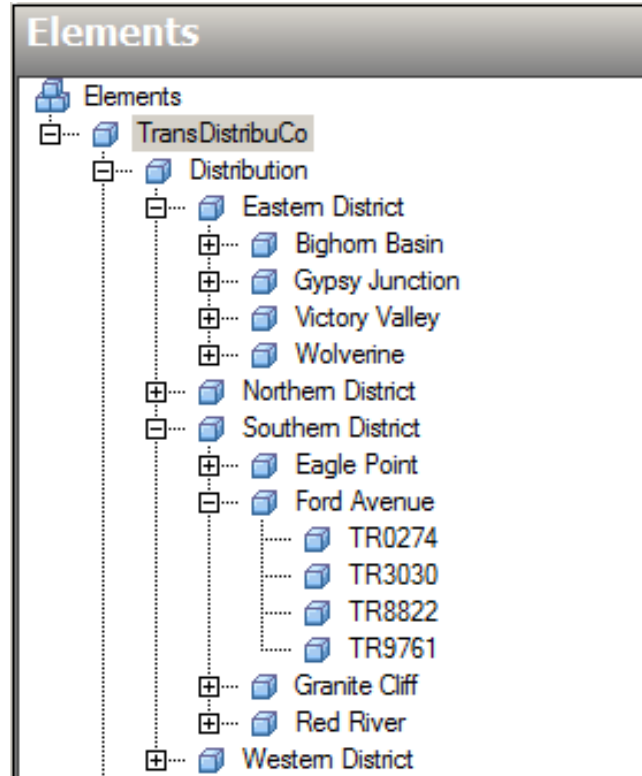 Elements
Elements
TransDistribuCo
Distribution
Eastern District
Bighorn Basin
Gypsy Junction
Victory Valley
Wolverine
Northern District
Southern District
Eagle Point
Ford Avenue
TR0274
TR3030
TR8822
TR9761
Granite Cliff
Red River
Western District